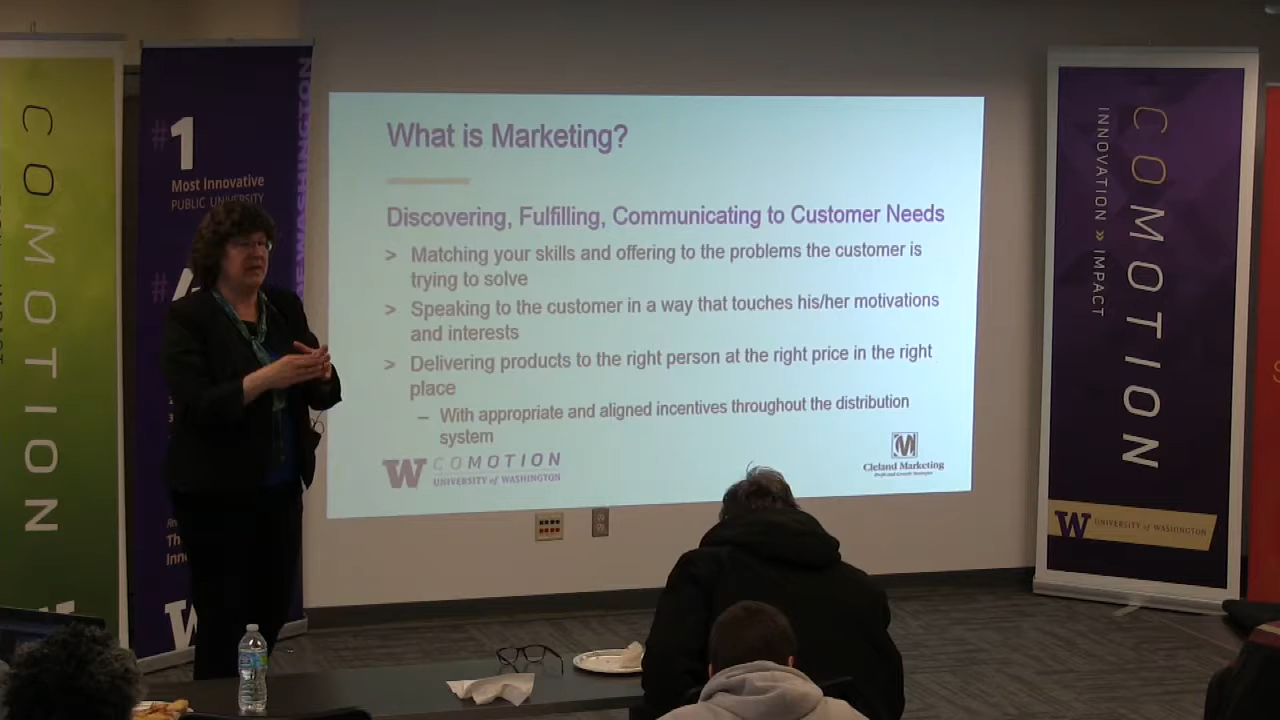 COMOTION
#1
Most Innovative
PUBLIC UNIVERSITY
WASHINGTON
#
What is Marketing?
Discovering, Fulfilling, Communicating to Customer Needs
> Matching your skills and offering to the problems the customer is
trying to solve
> Speaking to the customer in a way that touches his/her motivations
and interests
> Delivering products to the right person at the right price in the right
place
– With appropriate and aligned incentives throughout the distribution
system
W COMOTION
UNIVERSITY of WASHINGTON
M
Cleland Marketing
COMOTION
INNOVATION » IMPACT
W UNIVERSITY of WASHINGTON
W